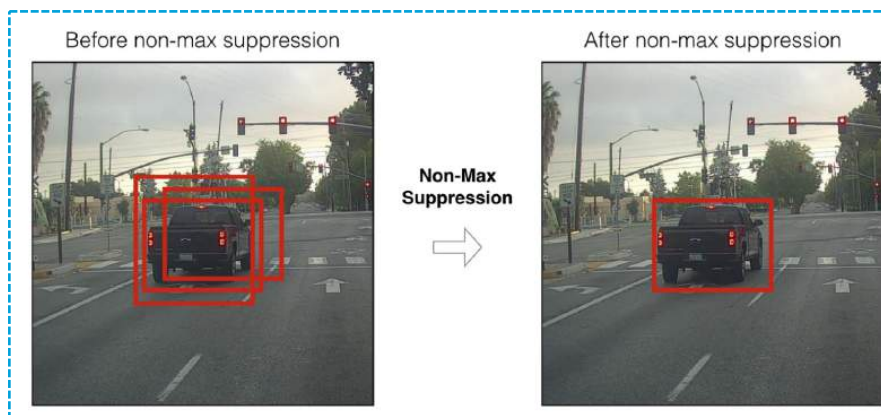 Before non-max suppression
After non-max suppression
Non-Max
Suppression